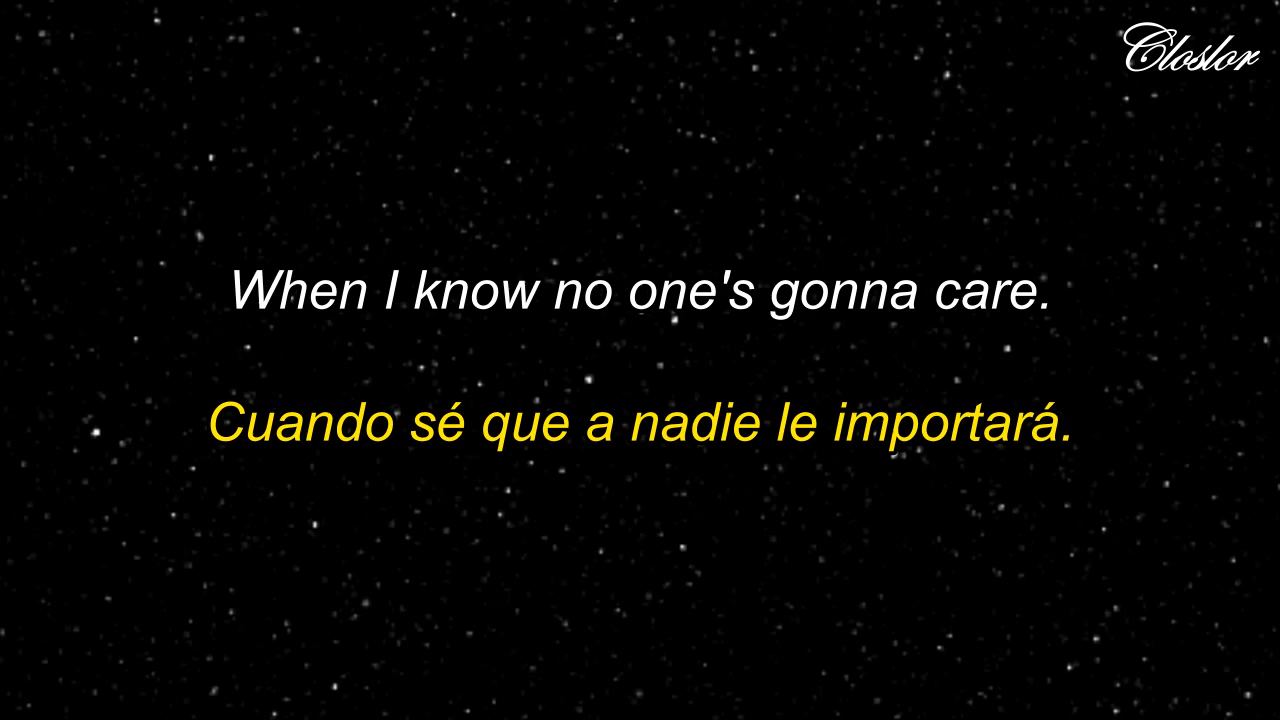 Closlor
When I know no one's gonna care.
Cuando sé que a nadie le importará.